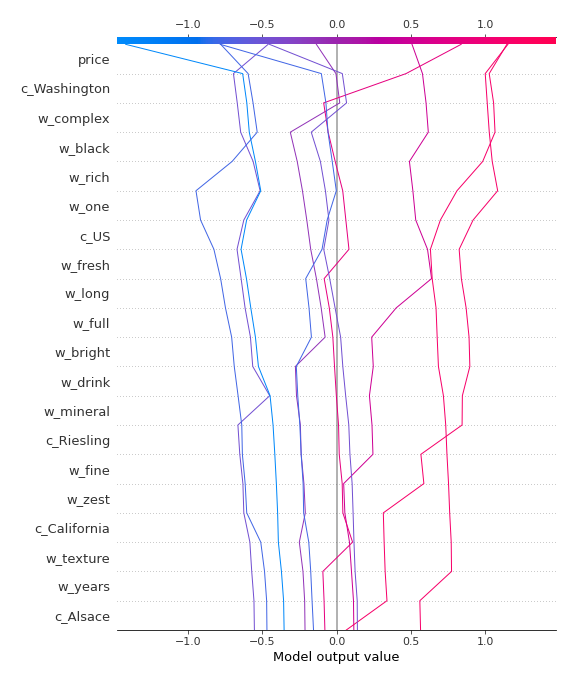 −1.0 −0.5 0.0 0.5 1.0
price
c_Washington
w_complex
w_black
w_rich
w_one
c_US
w_fresh
w_long
w_full
w_bright
w_drink
w_mineral
c_Riesling
w_fine
w_zest
c_California
w_texture
w_years
c_Alsace
−1.0 −0.5 0.0 0.5 1.0
Model output value